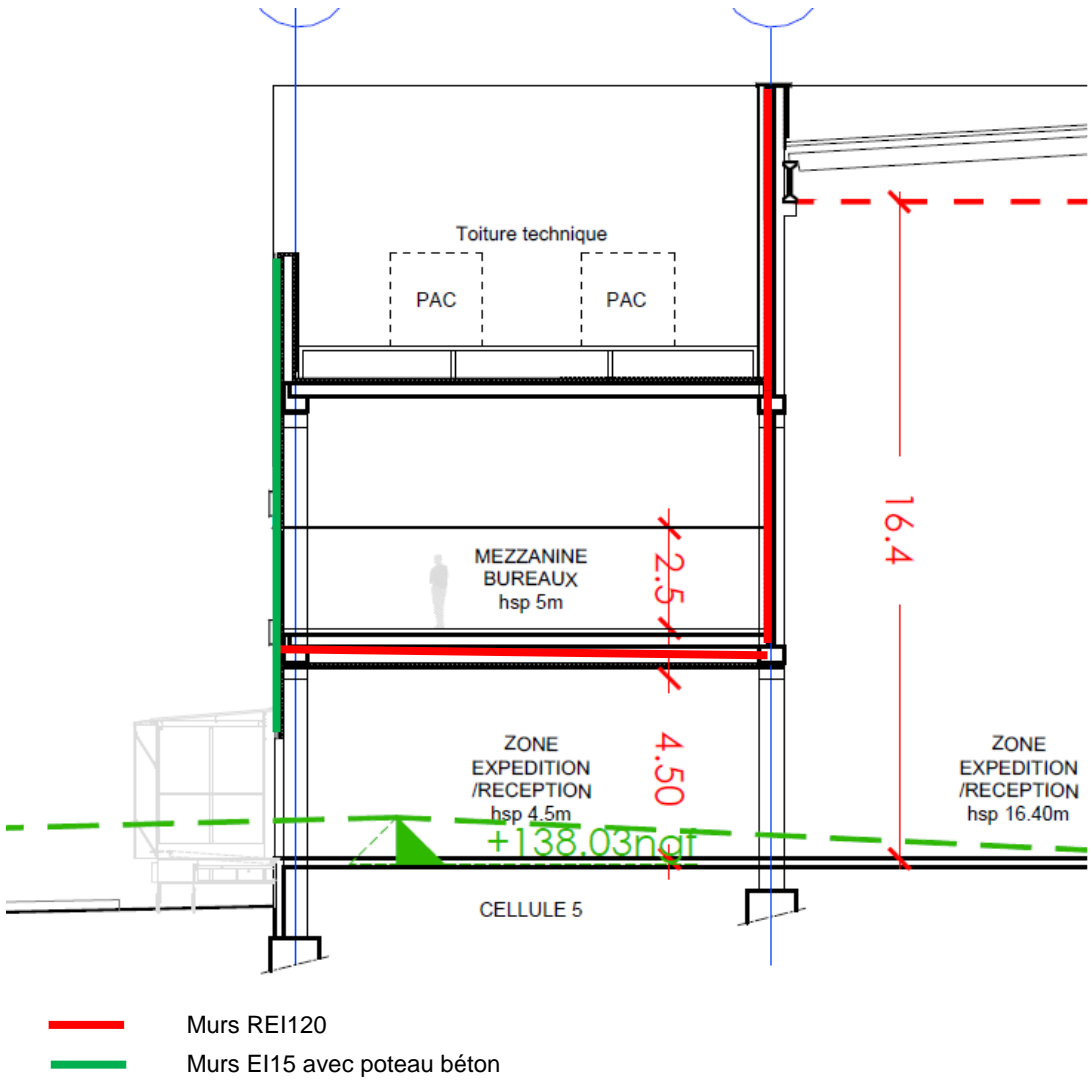 Toiture technique
PAC
PAC
16.4
MEZZANINE
BUREAUX
hsp 5m
2.5
ZONE
EXPEDITION
/RECEPTION
hsp 4.5m
4.50
ZONE
EXPEDITION
/RECEPTION
hsp 16.40m
+138.03ngf
CELLULE 5
Murs REI120
Murs EI15 avec poteau béton